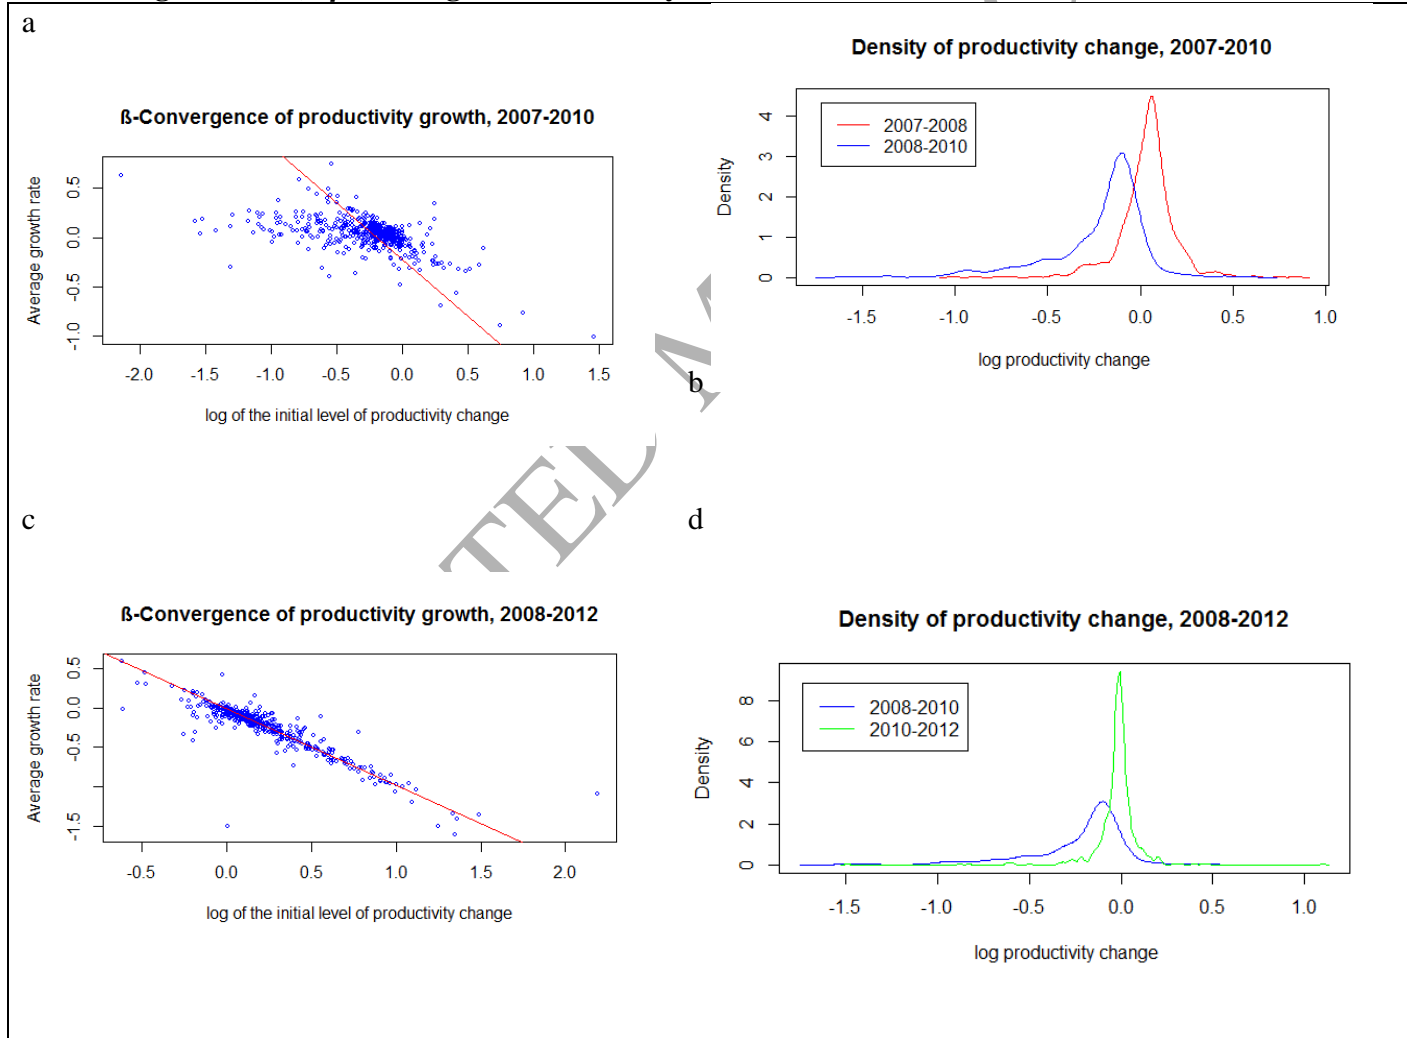 a
ß-Convergence of productivity growth, 2007-2010
Average growth rate
0.5
0.0
-0.5
-1.0
-2.0 -1.5 -1.0 -0.5 0.0 0.5 1.0 1.5
log of the initial level of productivity change
b
Density of productivity change, 2007-2010
2007-2008
2008-2010
Density
4
3
2
1
0
-1.5 -1.0 -0.5 0.0 0.5 1.0
log productivity change
c
ß-Convergence of productivity growth, 2008-2012
Average growth rate
0.5
0.0
-0.5
-1.5
-0.5 0.0 0.5 1.0 1.5 2.0
log of the initial level of productivity change
d
Density of productivity change, 2008-2012
2008-2010
2010-2012
Density
8
6
4
2
0
-1.5 -1.0 -0.5 0.0 0.5 1.0
log productivity change